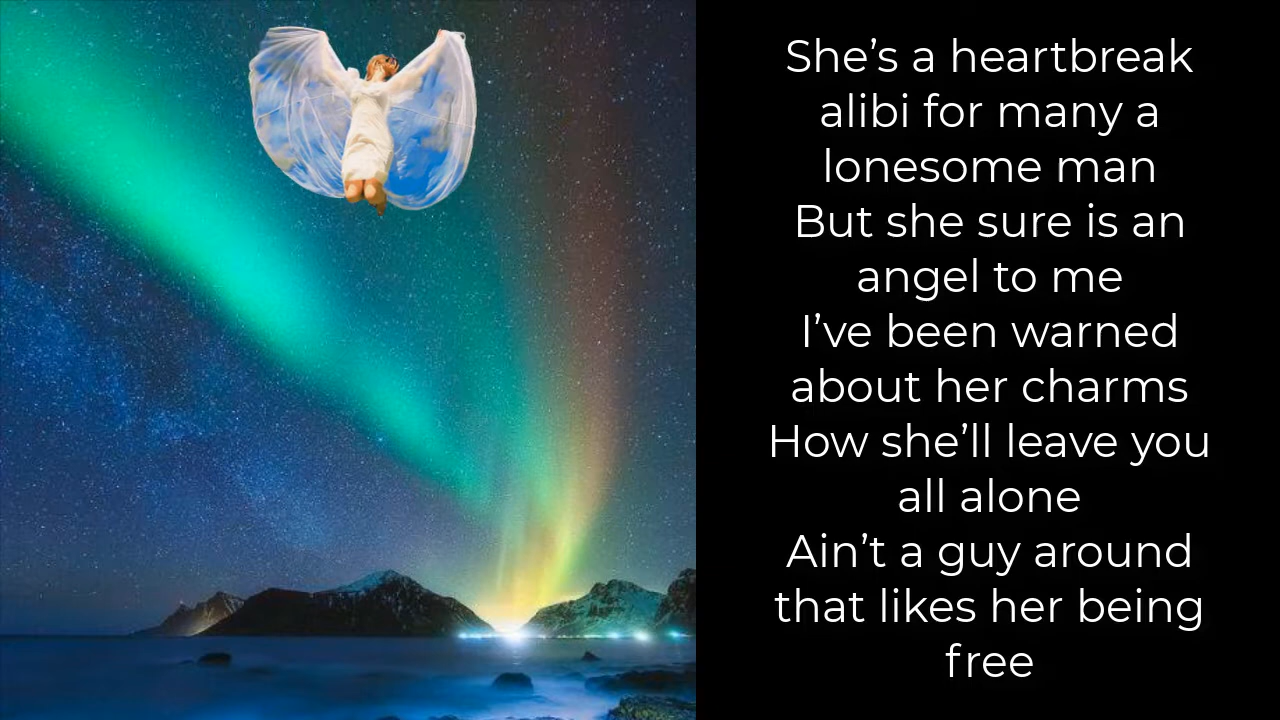 She’s a heartbreak
alibi for many a
lonesome man
But she sure is an
angel to me
I’ve been warned
about her charms
How she’ll leave you
all alone
Ain’t a guy around
that likes her being
free